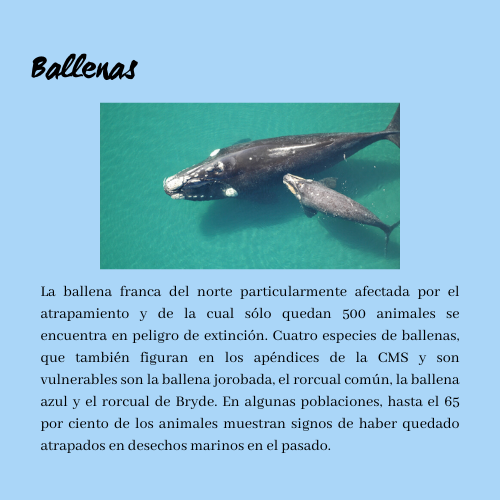 Ballenas
La ballena franca del norte particularmente afectada por el
atrapamiento y de la cual sólo quedan 500 animales se
encuentra en peligro de extinción. Cuatro especies de ballenas,
que también figuran en los apéndices de la CMS y son
vulnerables son la ballena jorobada, el rorcual común, la ballena
azul y el rorcual de Bryde. En algunas poblaciones, hasta el 65
por ciento de los animales muestran signos de haber quedado
atrapados en desechos marinos en el pasado.